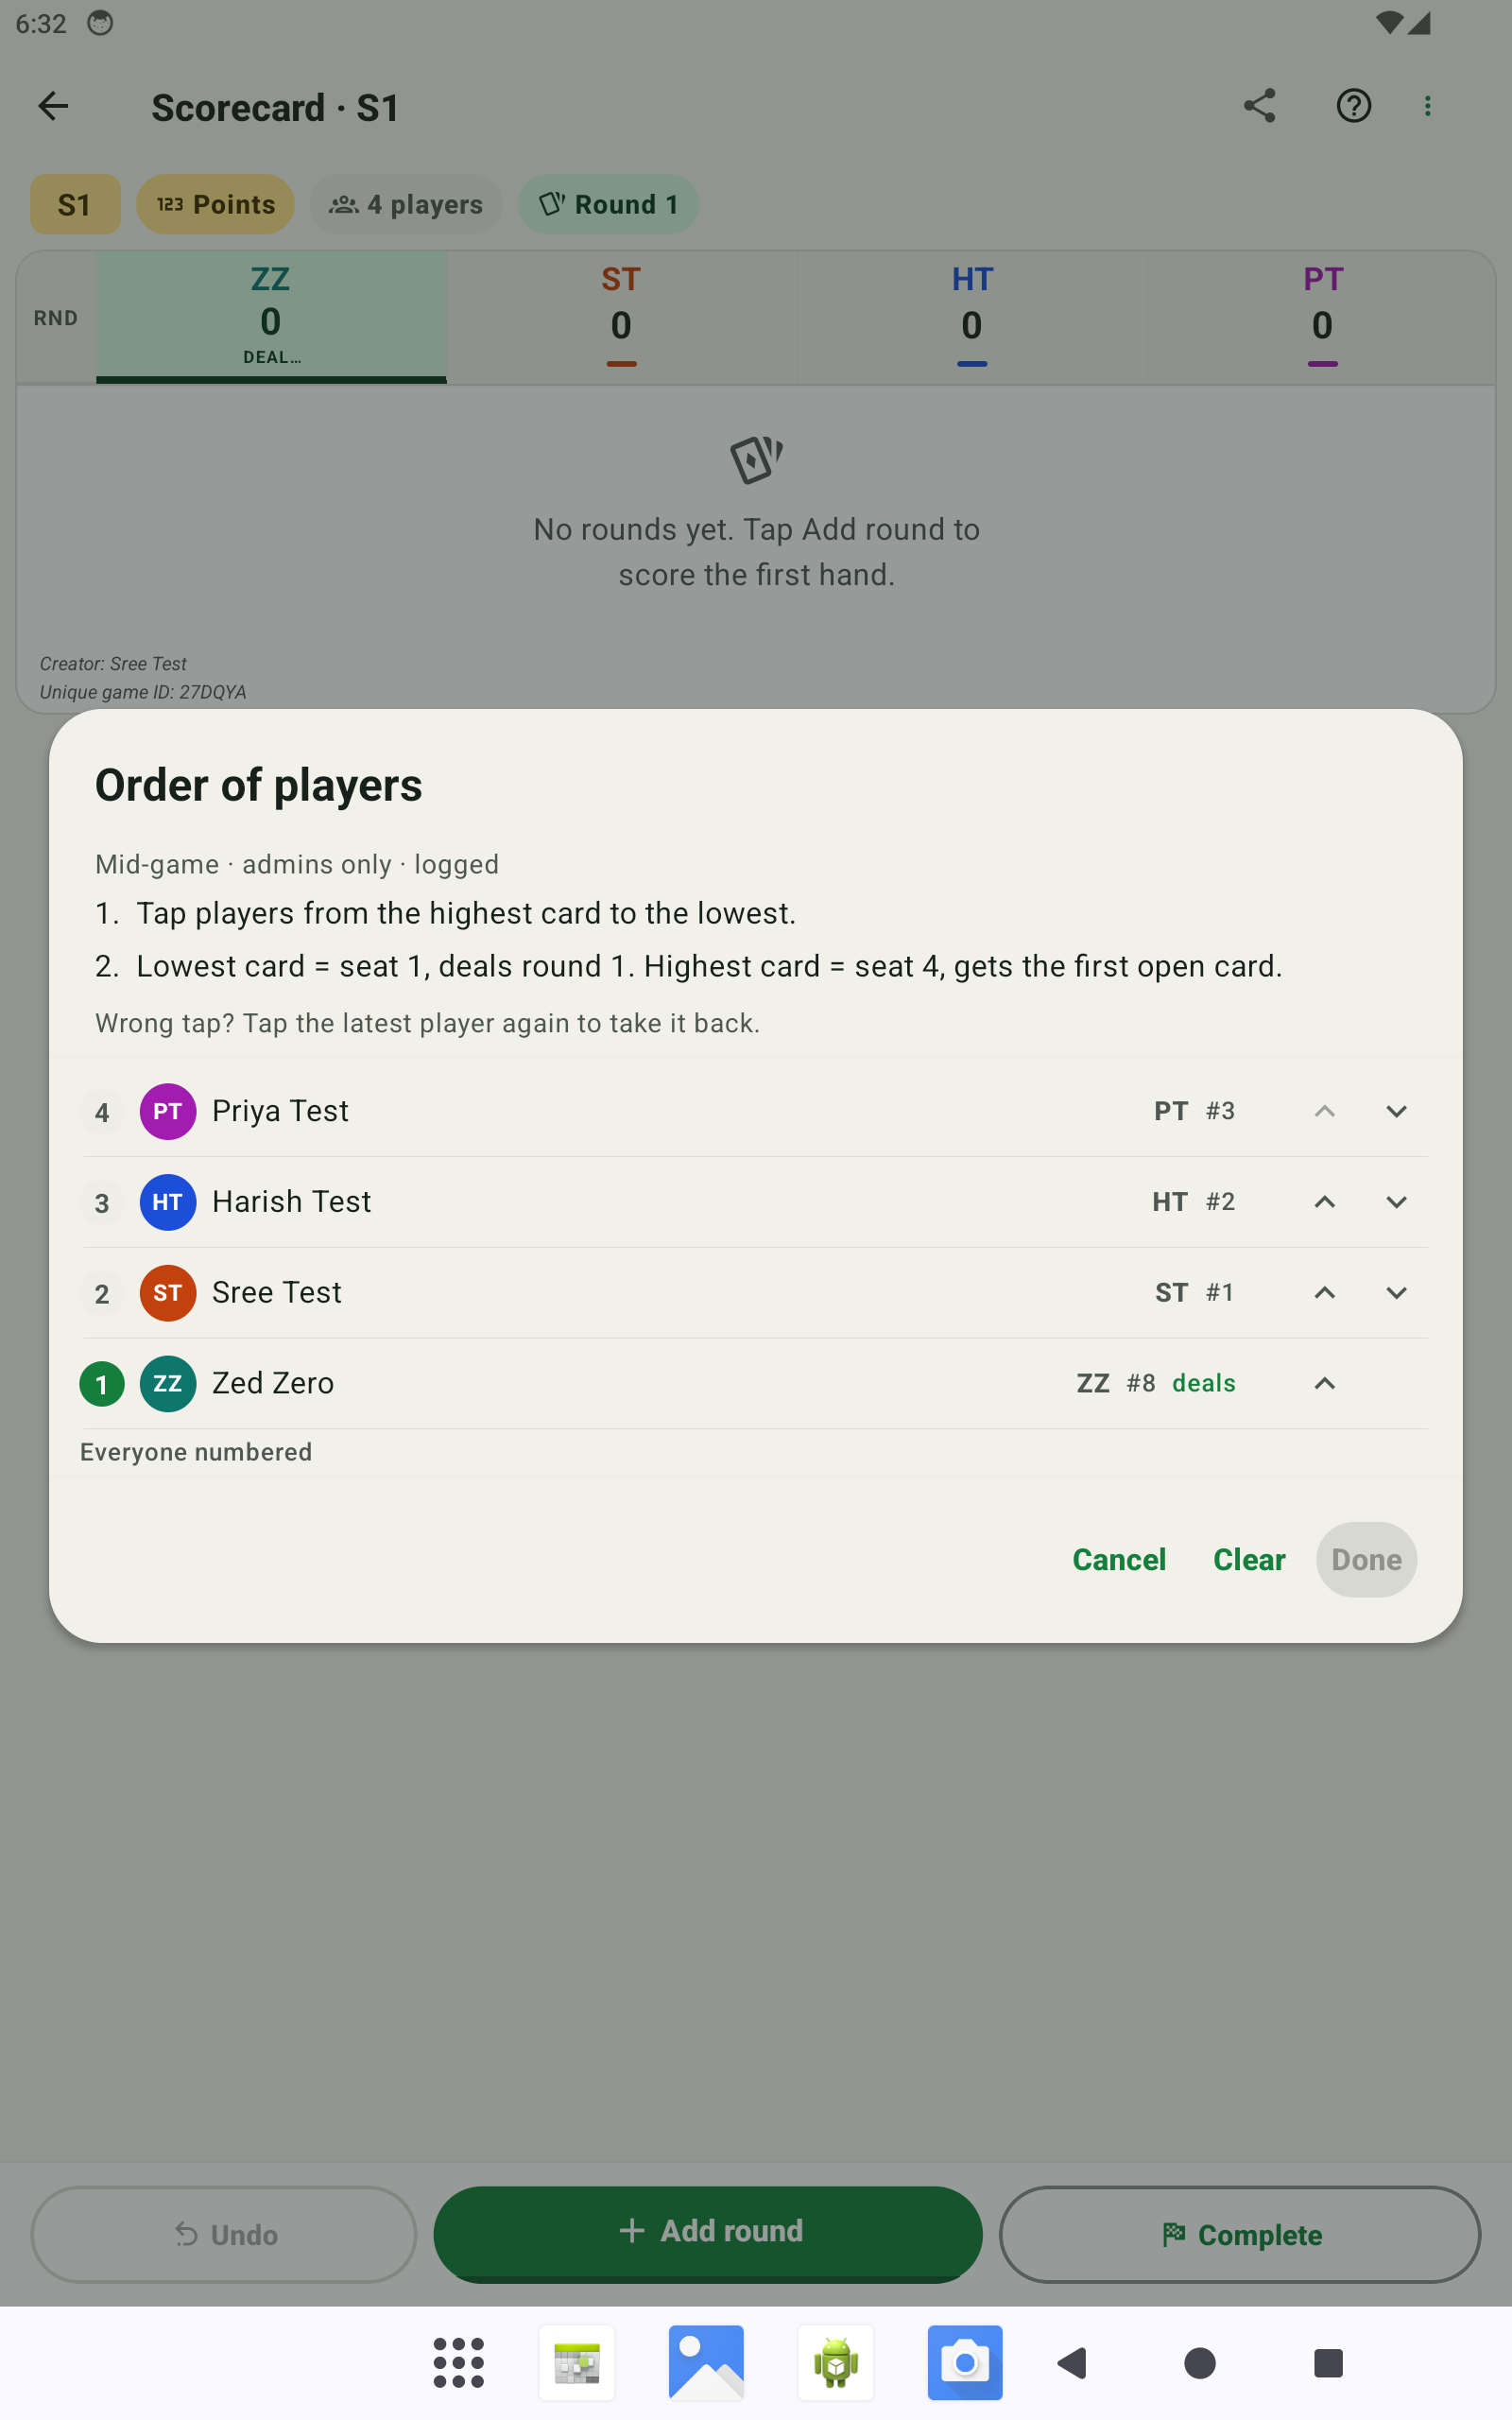 6:32
Scorecard · S1
S1
123 Points
4 players
Round 1
RND
ZZ
0
DEAL…
ST
0
HT
0
PT
0
No rounds yet. Tap Add round to
score the first hand.
Creator: Sree Test
Unique game ID: 27DQYA
Order of players
Mid-game · admins only · logged
1. Tap players from the highest card to the lowest.
2. Lowest card = seat 1, deals round 1. Highest card = seat 4, gets the first open card.
Wrong tap? Tap the latest player again to take it back.
4 PT Priya Test PT #3
3 HT Harish Test HT #2
2 ST Sree Test ST #1
1 ZZ Zed Zero ZZ #8 deals
Everyone numbered
Cancel Clear Done
Undo
+ Add round
Complete